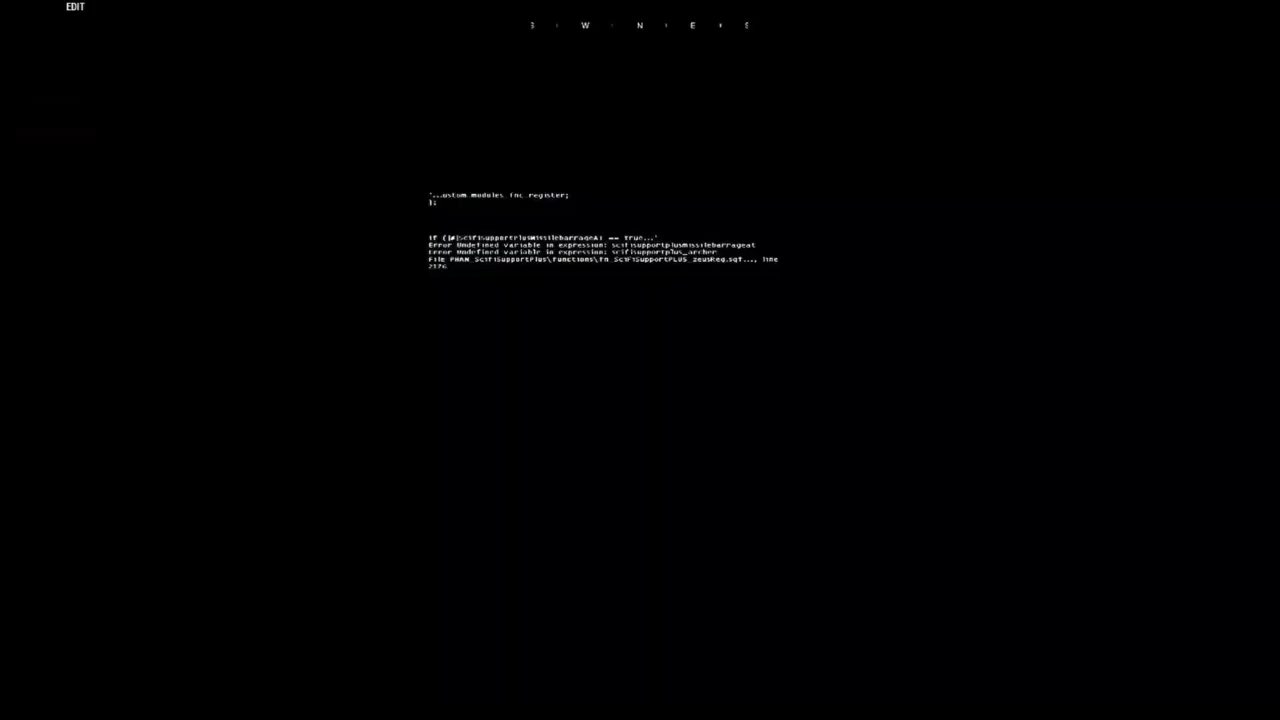 EDIT
S W N E S
'...ustom_modules_fnc_register;
};
if (|#|SciFiSupportPlusMissilebarrageAT == true...'
Error Undefined variable in expression: scifisupportplusmissilebarrageat
Error Undefined variable in expression: scifisupportplus_archer
File PHAN_SciFiSupportPlus\functions\fn_SciFiSupportPLUS_zeusReg.sqf..., line